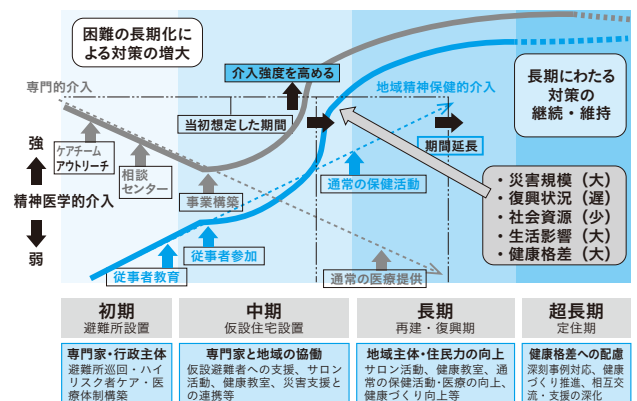 困難の長期化に
よる対策の増大
専門的介入
介入強度を高める
地域精神保健的介入
長期にわたる
対策の
継続・維持
当初想定した期間
期間延長
強
精神医学的介入
弱
ケアチーム
アウトリーチ
相談
センター
事業構築
通常の保健活動
・災害規模（大）
・復興状況（遅）
・社会資源（少）
・生活影響（大）
・健康格差（大）
従事者教育
従事者参加
通常の医療提供
初期
避難所設置
専門家・行政主体
避難所巡回・ハイ
リスク者ケア・医
療体制構築
中期
仮設住宅設置
専門家と地域の協働
仮設避難者への支援、サロン
活動、健康教室、災害支援と
の連携等
長期
再建・復興期
地域主体・住民力の向上
サロン活動、健康教室、通
常の保健活動・医療の向上、
健康づくり向上等
超長期
定住期
健康格差への配慮
深刻事例対応、健康
づくり推進、相互交
流・支援の深化